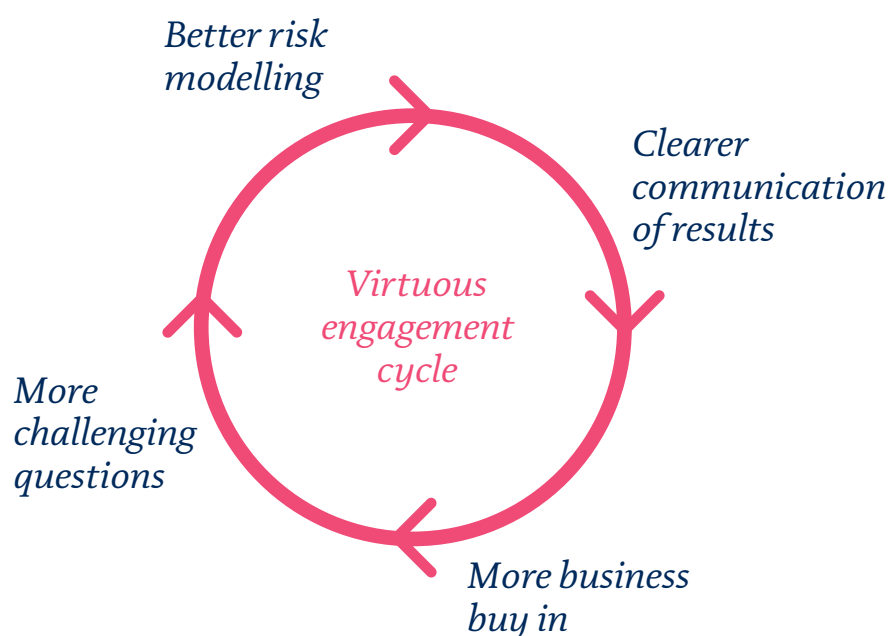 Better risk
modelling
Clearer
communication
of results
Virtuous
engagement
cycle
More
challenging
questions
More business
buy in